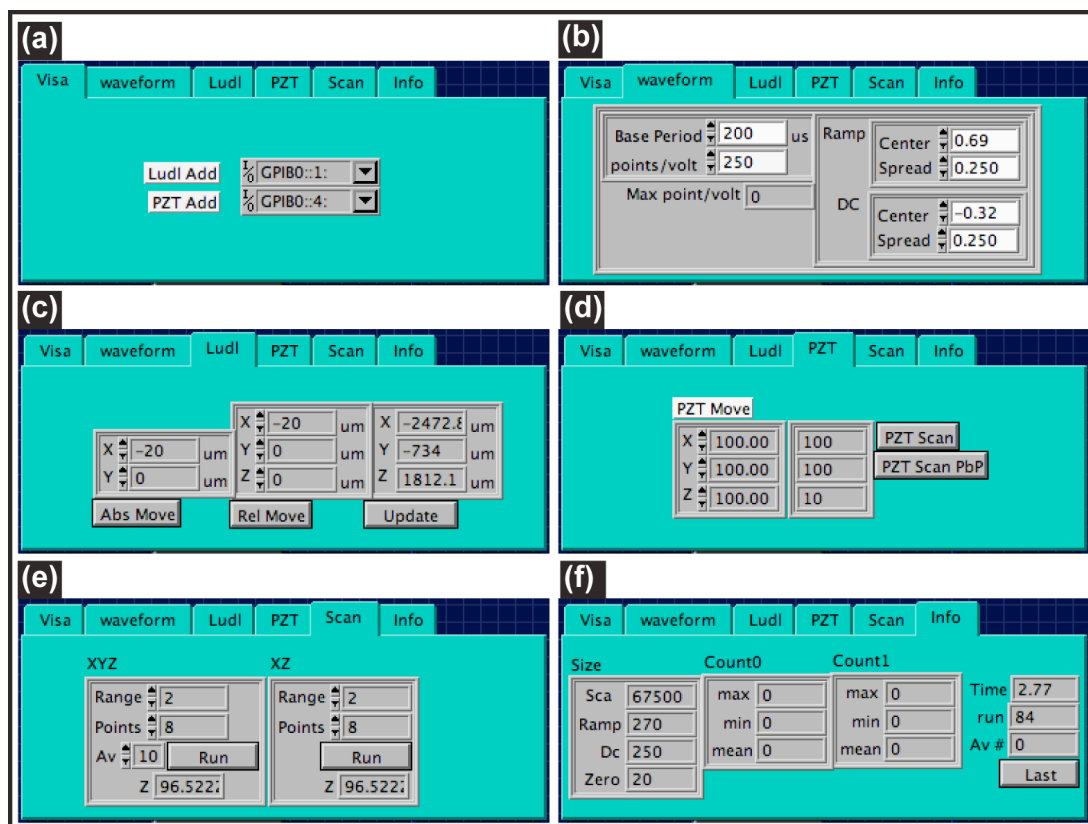 (a)
Visa waveform Ludl PZT Scan Info
Ludl Add I/O GPIB0::1:
PZT Add I/O GPIB0::4:
(b)
Visa waveform Ludl PZT Scan Info
Base Period 200 us
points/volt 250
Max point/volt 0
Ramp
Center 0.69
Spread 0.250
DC
Center -0.32
Spread 0.250
(c)
Visa waveform Ludl PZT Scan Info
X -20 um
Y 0 um
Abs Move
X -20 um
Y 0 um
Z 0 um
Rel Move
X -2472.8 um
Y -734 um
Z 1812.1 um
Update
(d)
Visa waveform Ludl PZT Scan Info
PZT Move
X 100.00 100
Y 100.00 100
Z 100.00 10
PZT Scan
PZT Scan PbP
(e)
Visa waveform Ludl PZT Scan Info
XYZ
Range 2
Points 8
Av 10 Run
Z 96.522
XZ
Range 2
Points 8
Run
Z 96.522
(f)
Visa waveform Ludl PZT Scan Info
Size
Sca 67500
Ramp 270
Dc 250
Zero 20
Count0
max 0
min 0
mean 0
Count1
max 0
min 0
mean 0
Time 2.77
run 84
Av # 0
Last